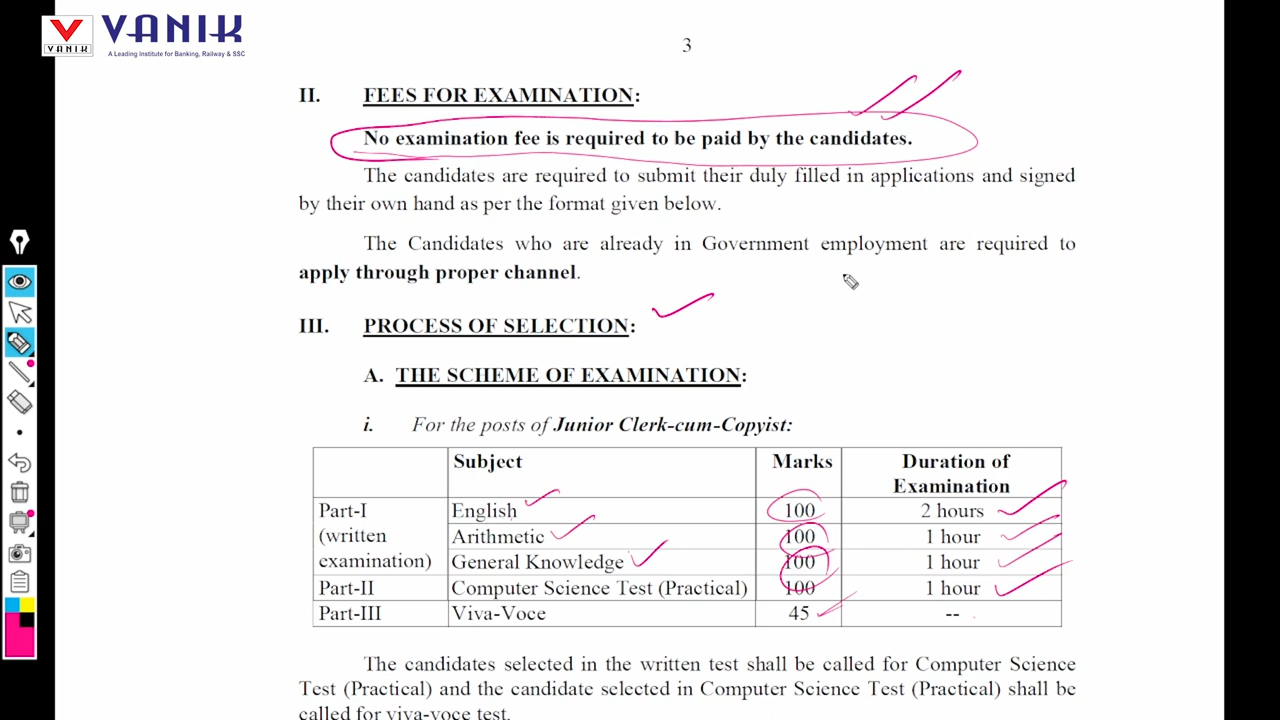 VANIK
VANIK
A Leading Institute for Banking, Railway & SSC
3
II. FEES FOR EXAMINATION:
No examination fee is required to be paid by the candidates.
The candidates are required to submit their duly filled in applications and signed
by their own hand as per the format given below.
The Candidates who are already in Government employment are required to
apply through proper channel.
III. PROCESS OF SELECTION:
A. THE SCHEME OF EXAMINATION:
i. For the posts of Junior Clerk-cum-Copyist:
Subject Marks Duration of
Examination
Part-I English 100 2 hours
(written Arithmetic 100 1 hour
examination) General Knowledge 100 1 hour
Part-II Computer Science Test (Practical) 100 1 hour
Part-III Viva-Voce 45 --
The candidates selected in the written test shall be called for Computer Science
Test (Practical) and the candidate selected in Computer Science Test (Practical) shall be
called for viva-voce test.